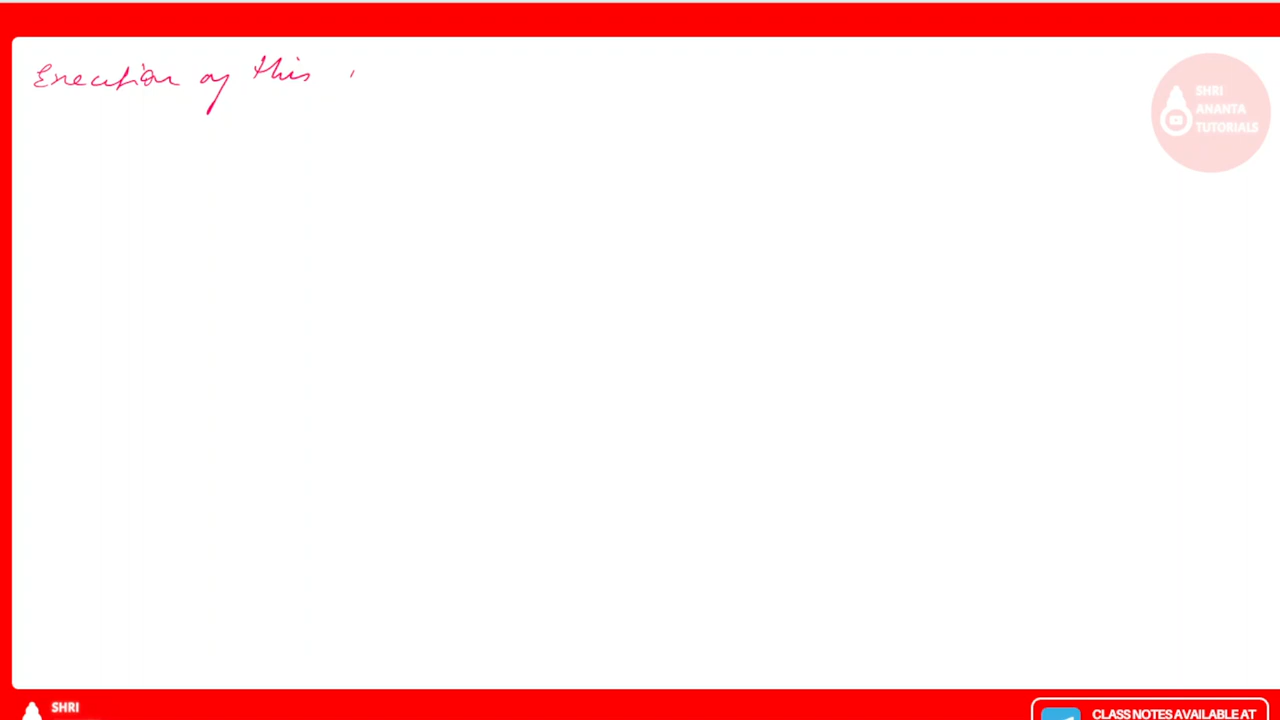 Execution of this
SHRI
ANANTA
TUTORIALS
SHRI
CLASS NOTES AVAILABLE AT